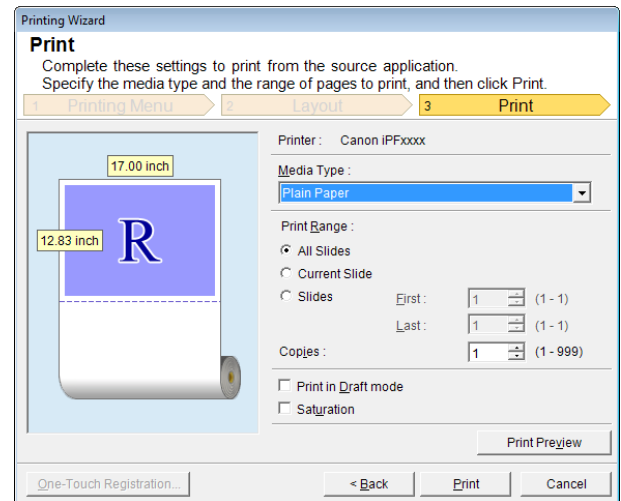 Printing Wizard
Print
Complete these settings to print from the source application.
Specify the media type and the range of pages to print, and then click Print.
1 Printing Menu 2 Layout 3 Print
Printer : Canon iPFxxxx
17.00 inch
12.83 inch
R
Media Type :
Plain Paper
Print Range :
All Slides
Current Slide
Slides First : 1 (1 - 1)
Last : 1 (1 - 1)
Copies : 1 (1 - 999)
Print in Draft mode
Saturation
Print Preview
One-Touch Registration... < Back Print Cancel